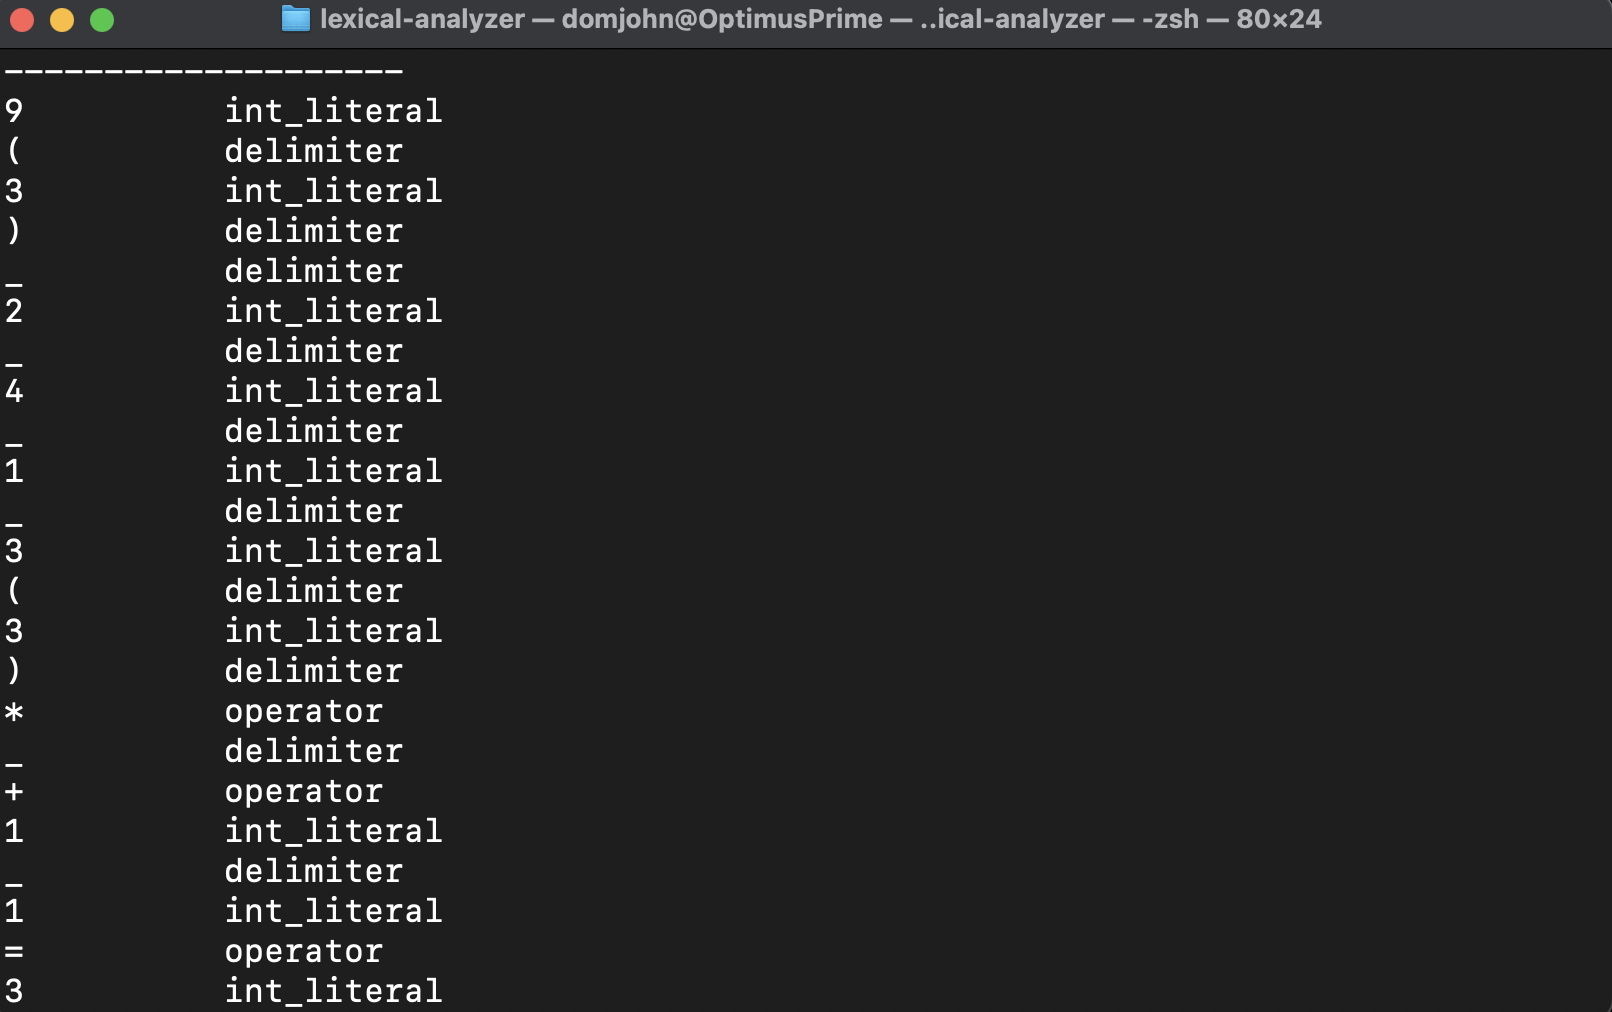 lexical-analyzer — domjohn@OptimusPrime — ..ical-analyzer — -zsh — 80×24
--------------------
9 int_literal
( delimiter
3 int_literal
) delimiter
_ delimiter
2 int_literal
_ delimiter
4 int_literal
_ delimiter
1 int_literal
_ delimiter
3 int_literal
( delimiter
3 int_literal
) delimiter
* operator
_ delimiter
+ operator
1 int_literal
_ delimiter
1 int_literal
= operator
3 int_literal